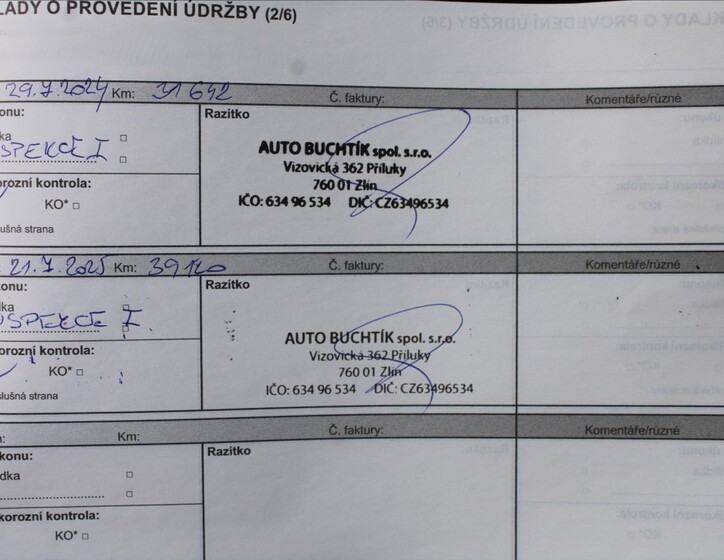 LADY O PROVEDENÍ ÚDRŽBY (2/6)
29.7.2024 Km: 31 642 Č. faktury: Komentáře/různé
konu: Razítko
ka
SPEKCE I
AUTO BUCHTÍK spol. s.r.o.
Vizovická 362 Příluky
760 01 Zlín
IČO: 634 96 534 DIČ: CZ63496534
orozní kontrola:
KO*
lušná strana
21.7.2025 Km: 39120 Č. faktury: Komentáře/různé
konu: Razítko
dka
SPEKCE I
AUTO BUCHTÍK spol. s.r.o.
Vizovická 362 Příluky
760 01 Zlín
IČO: 634 96 534 DIČ: CZ63496534
orozní kontrola:
KO*
slušná strana
Km: Č. faktury: Komentáře/různé
konu: Razítko
dka
korozní kontrola:
KO*